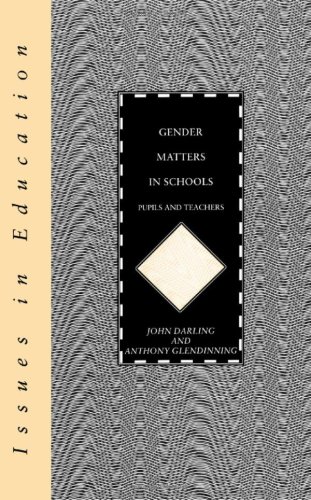 Issues in Education
GENDER
MATTERS
IN SCHOOLS
PUPILS AND TEACHERS
JOHN DARLING
AND
ANTHONY GLENDINNING